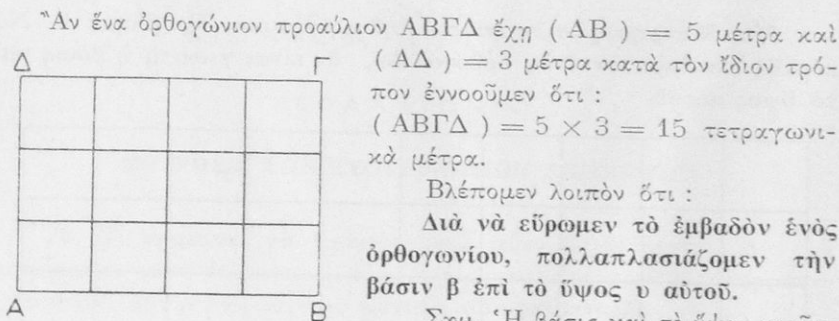 Ἂν ἕνα ὀρθογώνιον προαύλιον ΑΒΓΔ ἔχῃ ( ΑΒ ) = 5 μέτρα καὶ
Δ Γ
( ΑΔ ) = 3 μέτρα κατὰ τὸν ἴδιον τρό-
πον ἐννοοῦμεν ὅτι :
( ΑΒΓΔ ) = 5 × 3 = 15 τετραγωνι-
κὰ μέτρα.
Βλέπομεν λοιπὸν ὅτι :
Διὰ νὰ εὕρωμεν τὸ ἐμβαδὸν ἑνὸς
ὀρθογωνίου, πολλαπλασιάζομεν τὴν
βάσιν β ἐπὶ τὸ ὕψος υ αὐτοῦ.
Α Β